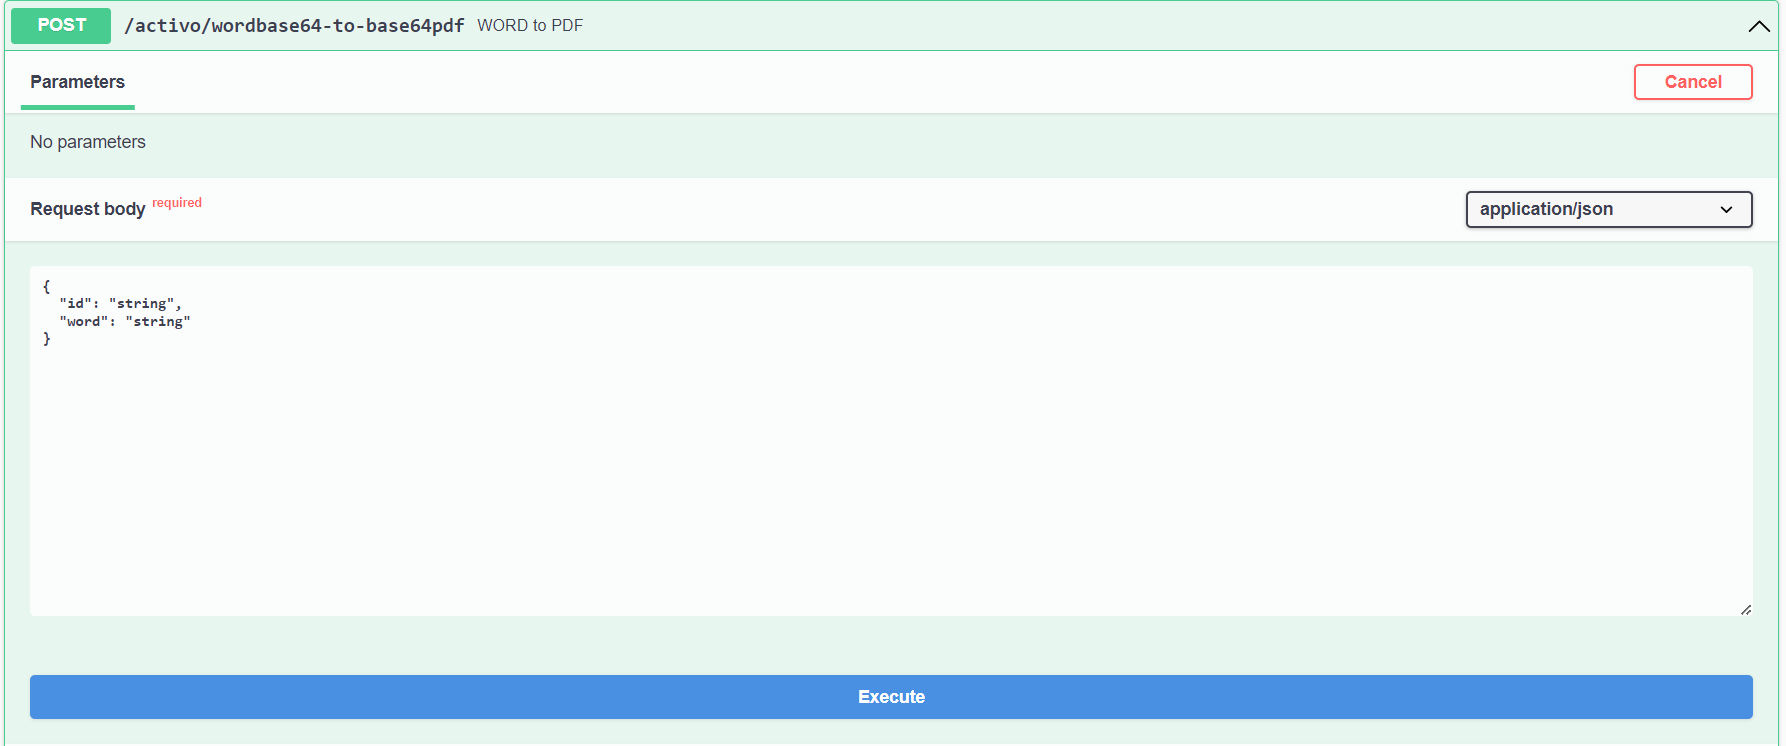 POST /activo/wordbase64-to-base64pdf WORD to PDF
Parameters
Cancel
No parameters
Request body required
application/json
{
  "id": "string",
  "word": "string"
}
Execute